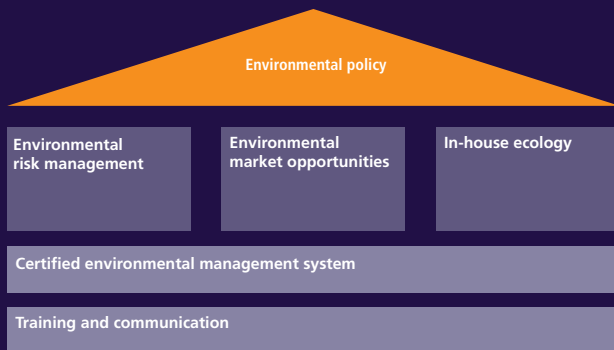 Environmental policy
Environmental
risk management
Environmental
market opportunities
In-house ecology
Certified environmental management system
Training and communication